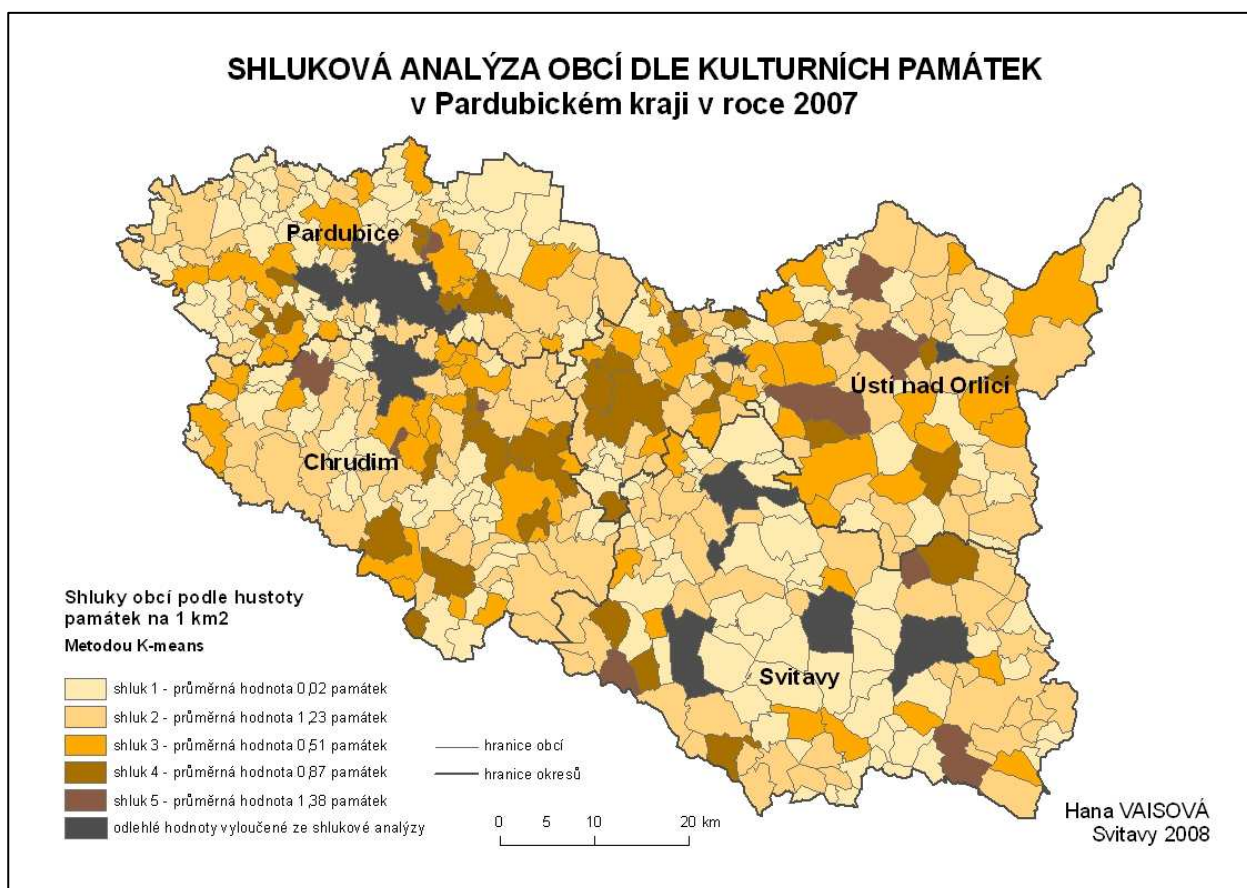 SHLUKOVÁ ANALÝZA OBCÍ DLE KULTURNÍCH PAMÁTEK
v Pardubickém kraji v roce 2007
Pardubice
Ústí nad Orlicí
Chrudim
Svitavy
Shluky obcí podle hustoty
památek na 1 km2
Metodou K-means
shluk 1 - průměrná hodnota 0,02 památek
shluk 2 - průměrná hodnota 1,23 památek
shluk 3 - průměrná hodnota 0,51 památek
shluk 4 - průměrná hodnota 0,87 památek
shluk 5 - průměrná hodnota 1,38 památek
odlehlé hodnoty vyloučené ze shlukové analýzy
hranice obcí
hranice okresů
0 5 10 20 km
Hana VAISOVÁ
Svitavy 2008